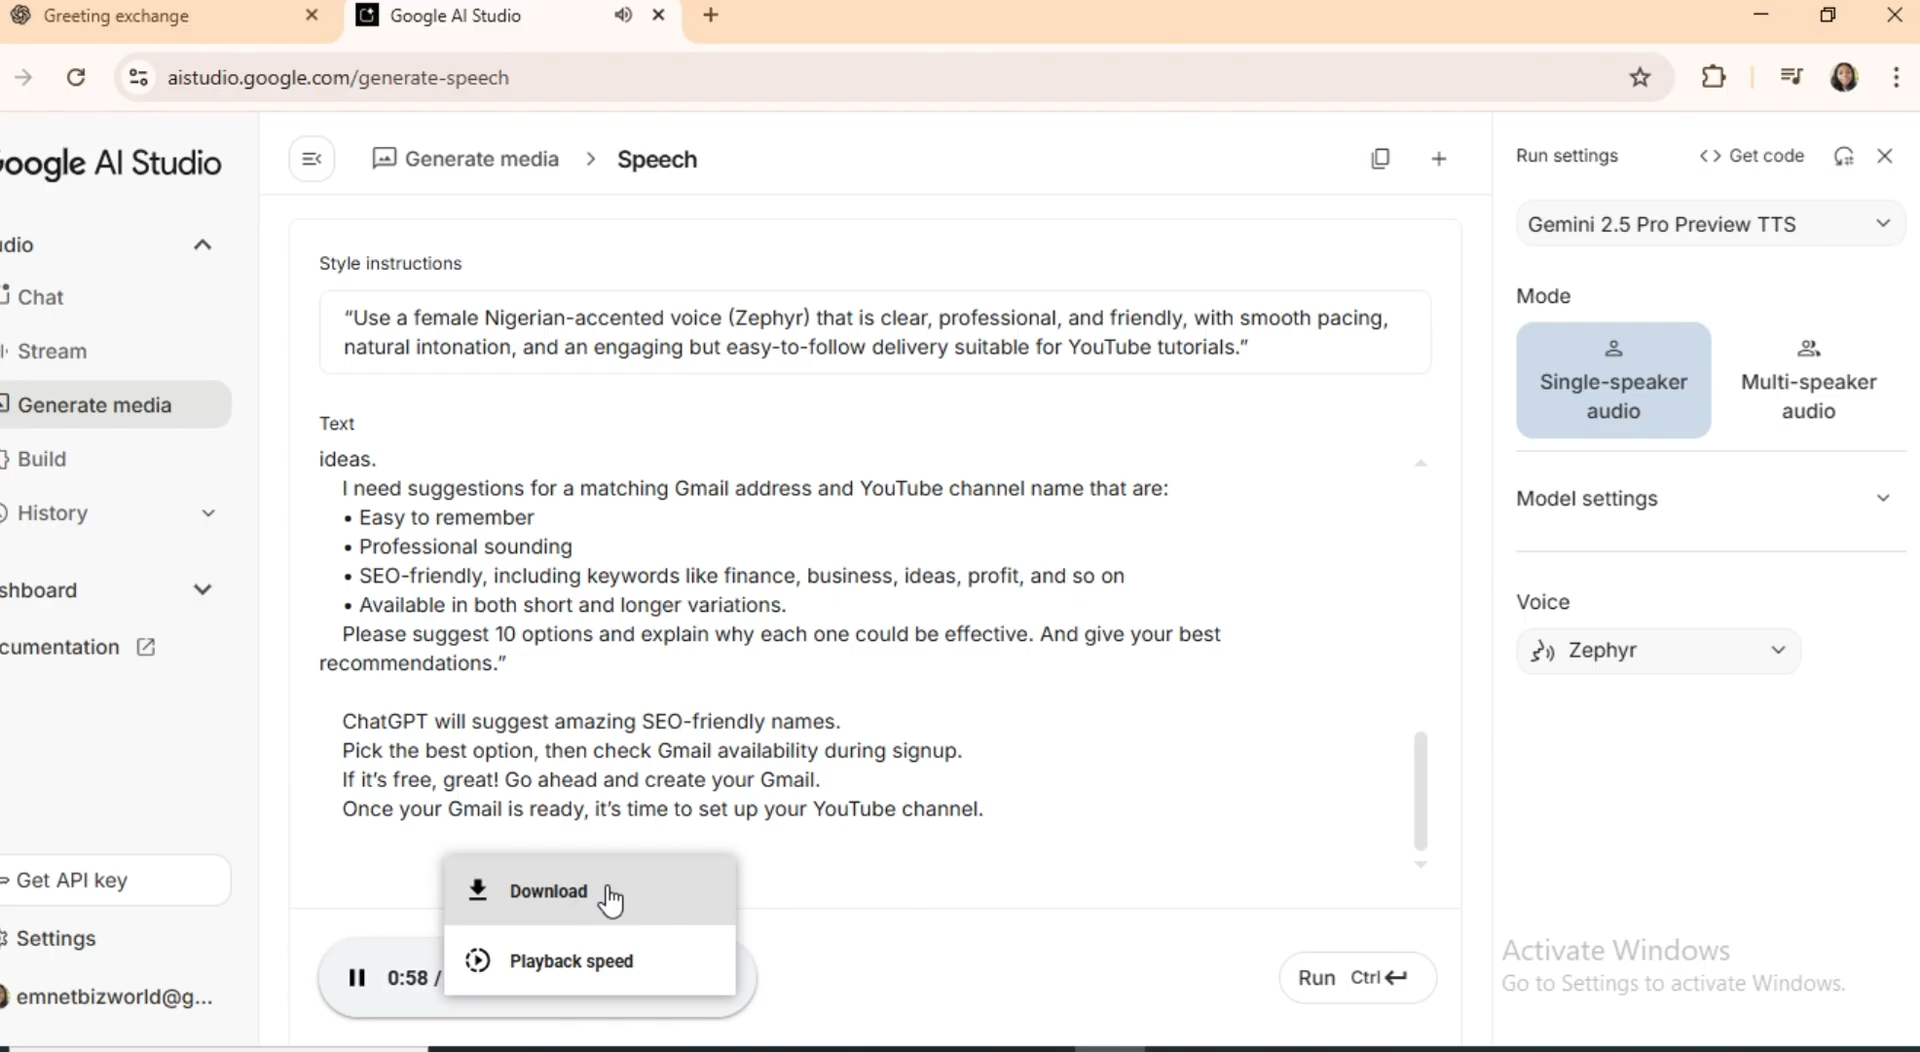 Greeting exchange
Google AI Studio
aistudio.google.com/generate-speech
oogle AI Studio
Generate media > Speech
Run settings
<> Get code
Gemini 2.5 Pro Preview TTS
udio
Chat
Stream
Generate media
Build
History
shboard
cumentation
Get API key
Settings
emnetbizworld@g...
Style instructions
“Use a female Nigerian-accented voice (Zephyr) that is clear, professional, and friendly, with smooth pacing,
natural intonation, and an engaging but easy-to-follow delivery suitable for YouTube tutorials.”
Text
ideas.
I need suggestions for a matching Gmail address and YouTube channel name that are:
• Easy to remember
• Professional sounding
• SEO-friendly, including keywords like finance, business, ideas, profit, and so on
• Available in both short and longer variations.
Please suggest 10 options and explain why each one could be effective. And give your best
recommendations.”
ChatGPT will suggest amazing SEO-friendly names.
Pick the best option, then check Gmail availability during signup.
If it’s free, great! Go ahead and create your Gmail.
Once your Gmail is ready, it’s time to set up your YouTube channel.
Download
Playback speed
0:58 /
Run Ctrl
Mode
Single-speaker
audio
Multi-speaker
audio
Model settings
Voice
Zephyr
Activate Windows
Go to Settings to activate Windows.